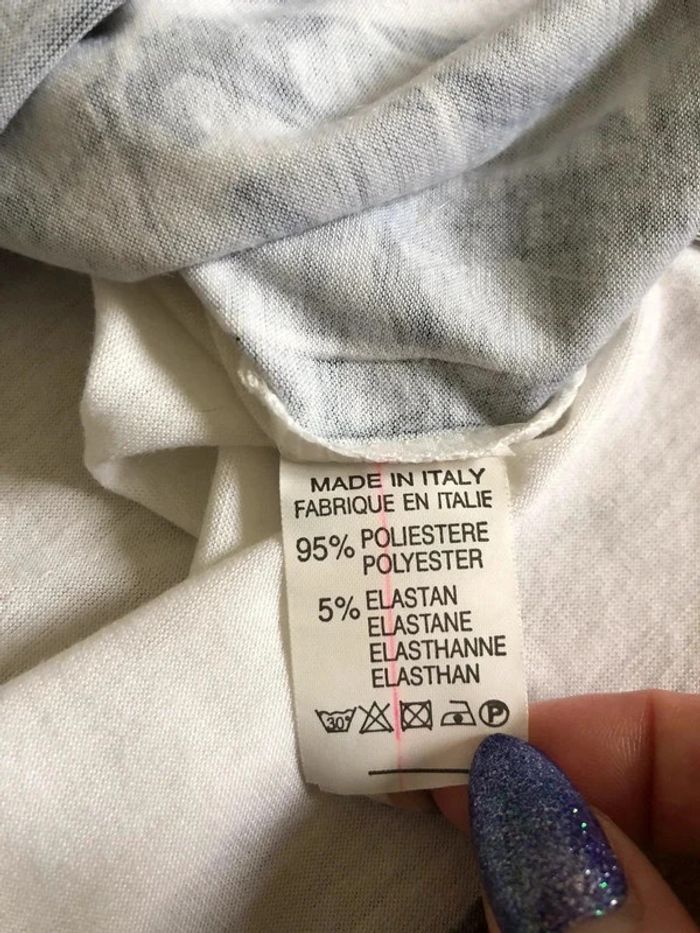 MADE IN ITALY
FABRIQUE EN ITALIE
95% POLIESTERE
POLYESTER
5% ELASTAN
ELASTANE
ELASTHANNE
ELASTHAN
30°
P